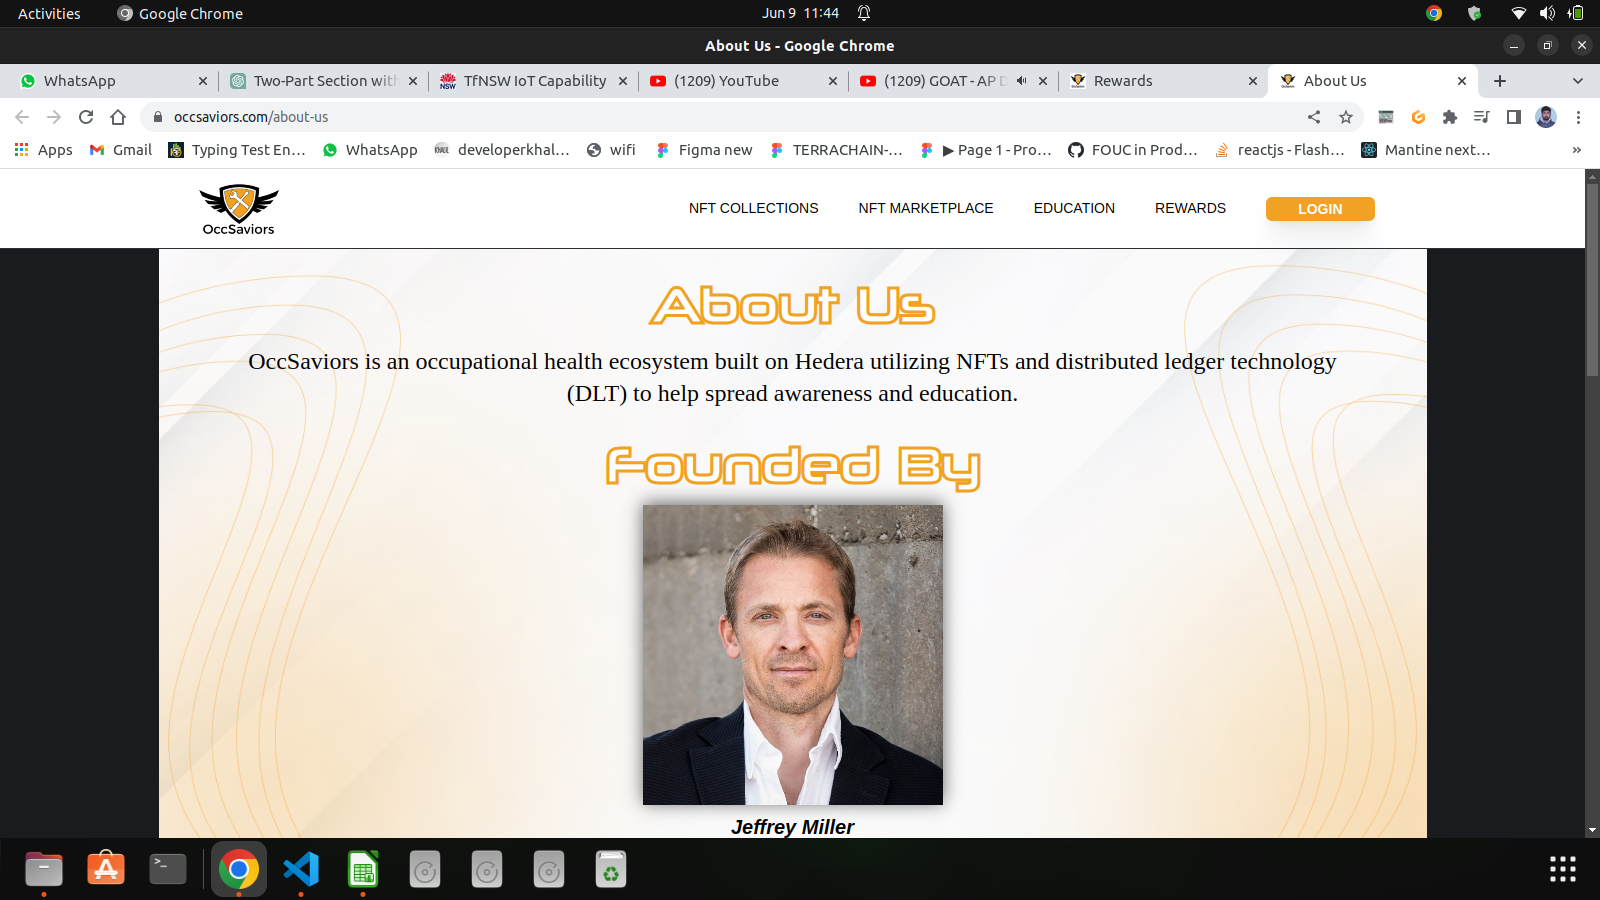 Activities
Google Chrome
Jun 9 11:44
About Us - Google Chrome
WhatsApp
Two-Part Section with
TfNSW IoT Capability
(1209) YouTube
(1209) GOAT - AP D
Rewards
About Us
occsaviors.com/about-us
Apps
Gmail
Typing Test En...
WhatsApp
developerkhal...
wifi
Figma new
TERRACHAIN-...
▶ Page 1 - Pro...
FOUC in Prod...
reactjs - Flash...
Mantine next...
»
OccSaviors
NFT COLLECTIONS
NFT MARKETPLACE
EDUCATION
REWARDS
LOGIN
About Us
OccSaviors is an occupational health ecosystem built on Hedera utilizing NFTs and distributed ledger technology
(DLT) to help spread awareness and education.
Founded By
Jeffrey Miller